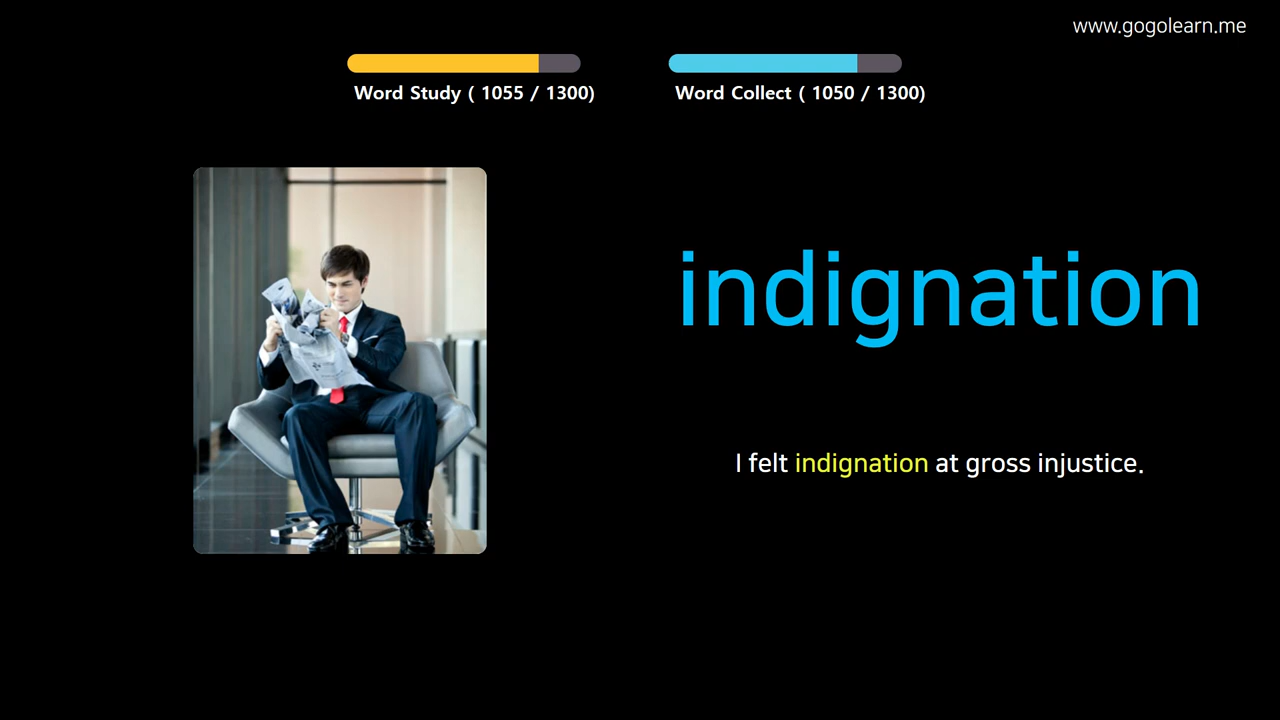 www.gogolearn.me
Word Study ( 1055 / 1300)
Word Collect ( 1050 / 1300)
indignation
I felt indignation at gross injustice.